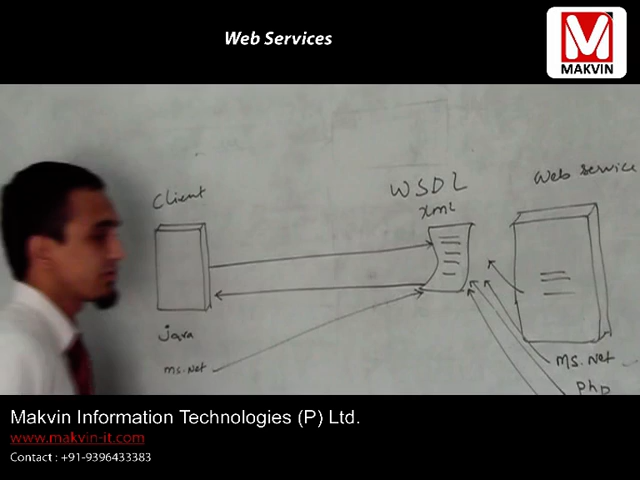 Web Services
MAKVIN
Client
WSDL
xml
Web service
java
ms.net
ms.net
php
Makvin Information Technologies (P) Ltd.
www.makvin-it.com
Contact : +91-9396433383